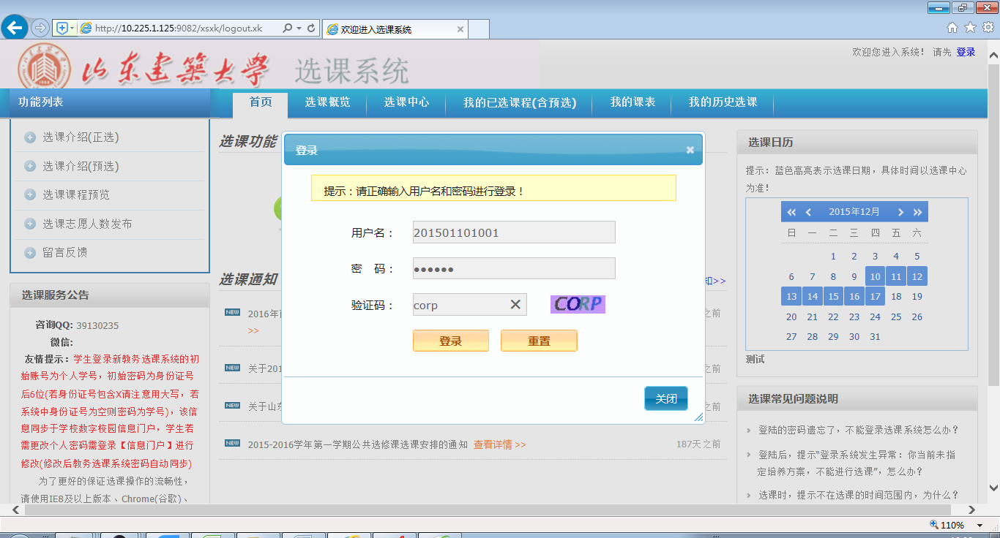 http://10.225.1.125:9082/xsxk/logout.xk
欢迎进入选课系统
山东建筑大学 选课系统
欢迎您进入系统！ 请先 登录
功能列表
首页 选课概览 选课中心 我的已选课程(含预选) 我的课表 我的历史选课
选课介绍(正选)
选课介绍(预选)
选课课程预览
选课志愿人数发布
留言反馈
选课服务公告
咨询QQ: 39130235
微信:
友情提示：学生登录新教务选课系统的初
始账号为个人学号，初始密码为身份证号
后6位(若身份证号包含X请注意用大写，若
系统中身份证号为空则密码为学号)，该信
息同步于学校数字校园信息门户，学生若
需更改个人密码需登录【信息门户】进行
修改(修改后教务选课系统密码自动同步)
为了更好的保证选课操作的流畅性，
请使用IE8及以上版本、Chrome(谷歌)、
选课功能
登录
提示：请正确输入用户名和密码进行登录！
用户名： 201501101001
密 码： ●●●●●●
验证码： corp CORP
登录 重置
关闭
选课通知
知>>
NEW 2016年
>>
之前
NEW 关于201
之前
NEW 关于山东
之前
NEW 2015-2016学年第一学期公共选修课选课安排的通知 查看详情 >> 187天之前
选课日历
提示：蓝色高亮表示选课日期，具体时间以选课中心
为准！
2015年12月
日 一 二 三 四 五 六
1 2 3 4 5
6 7 8 9 10 11 12
13 14 15 16 17 18 19
20 21 22 23 24 25 26
27 28 29 30 31
测试
选课常见问题说明
登陆的密码遗忘了，不能登录选课系统怎么办？
登陆后，提示“登录系统发生异常：你当前未指
定培养方案，不能进行选课”，怎么办？
选课时，提示不在选课的时间范围内，为什么？
110%